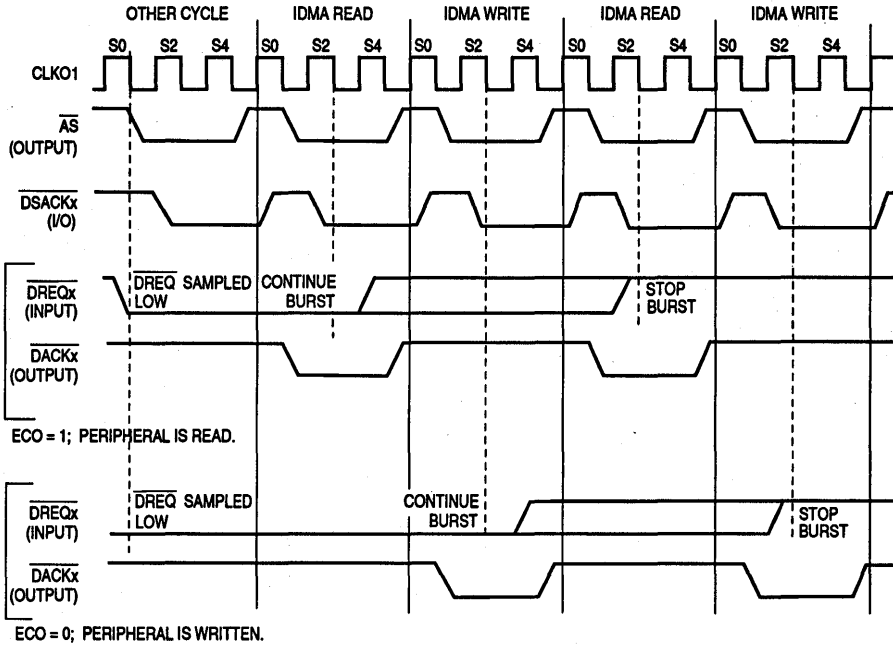 OTHER CYCLE IDMA READ IDMA WRITE IDMA READ IDMA WRITE
S0 S2 S4 S0 S2 S4 S0 S2 S4 S0 S2 S4 S0 S2 S4
CLKO1
AS
(OUTPUT)
DSACKx
(I/O)
DREQx
(INPUT)
DREQ SAMPLED
LOW
CONTINUE
BURST
STOP
BURST
DACKx
(OUTPUT)
ECO = 1; PERIPHERAL IS READ.
DREQx
(INPUT)
DREQ SAMPLED
LOW
CONTINUE
BURST
STOP
BURST
DACKx
(OUTPUT)
ECO = 0; PERIPHERAL IS WRITTEN.